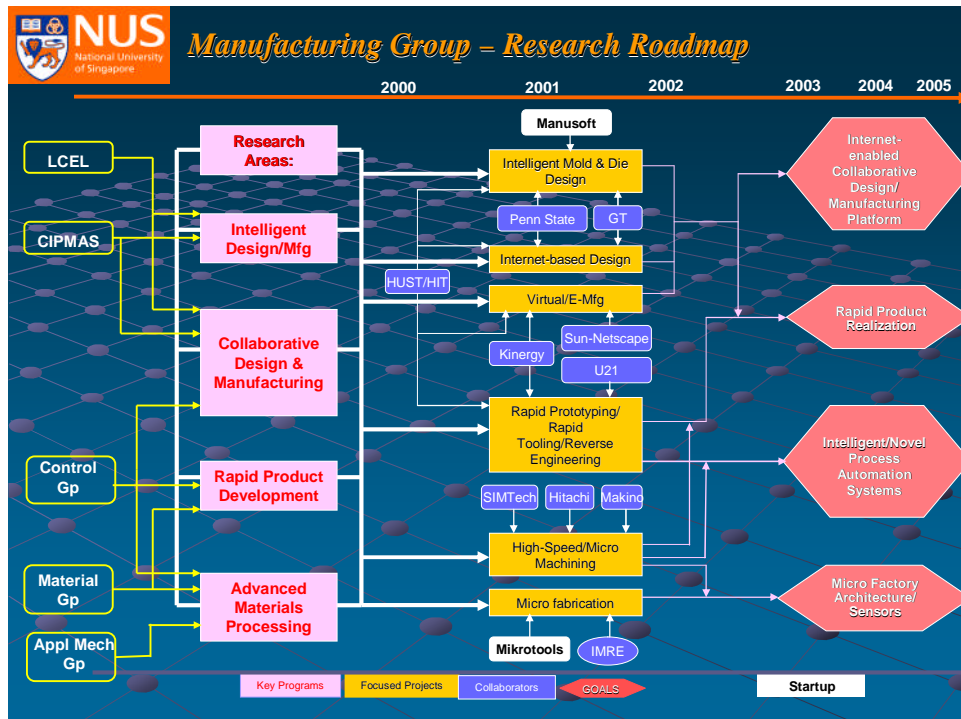 NUS
National University
of Singapore
Manufacturing Group – Research Roadmap
2000
2001
2002
2003
2004
2005
Manusoft
Research
Areas:
Internet-
enabled
Collaborative
Design/
Manufacturing
Platform
LCEL
Intelligent Mold & Die
Design
Penn State
GT
Intelligent
Design/Mfg
CIPMAS
Internet-based Design
HUST/HIT
Virtual/E-Mfg
Rapid Product
Realization
Sun-Netscape
Collaborative
Design &
Manufacturing
Kinergy
U21
Rapid Prototyping/
Rapid
Tooling/Reverse
Engineering
Intelligent/Novel
Process
Automation
Systems
Control
Gp
Rapid Product
Development
SIMTech
Hitachi
Makino
High-Speed/Micro
Machining
Material
Gp
Advanced
Materials
Processing
Micro fabrication
Micro Factory
Architecture/
Sensors
Appl Mech
Gp
Mikrotools
IMRE
Key Programs
Focused Projects
Collaborators
GOALS
Startup